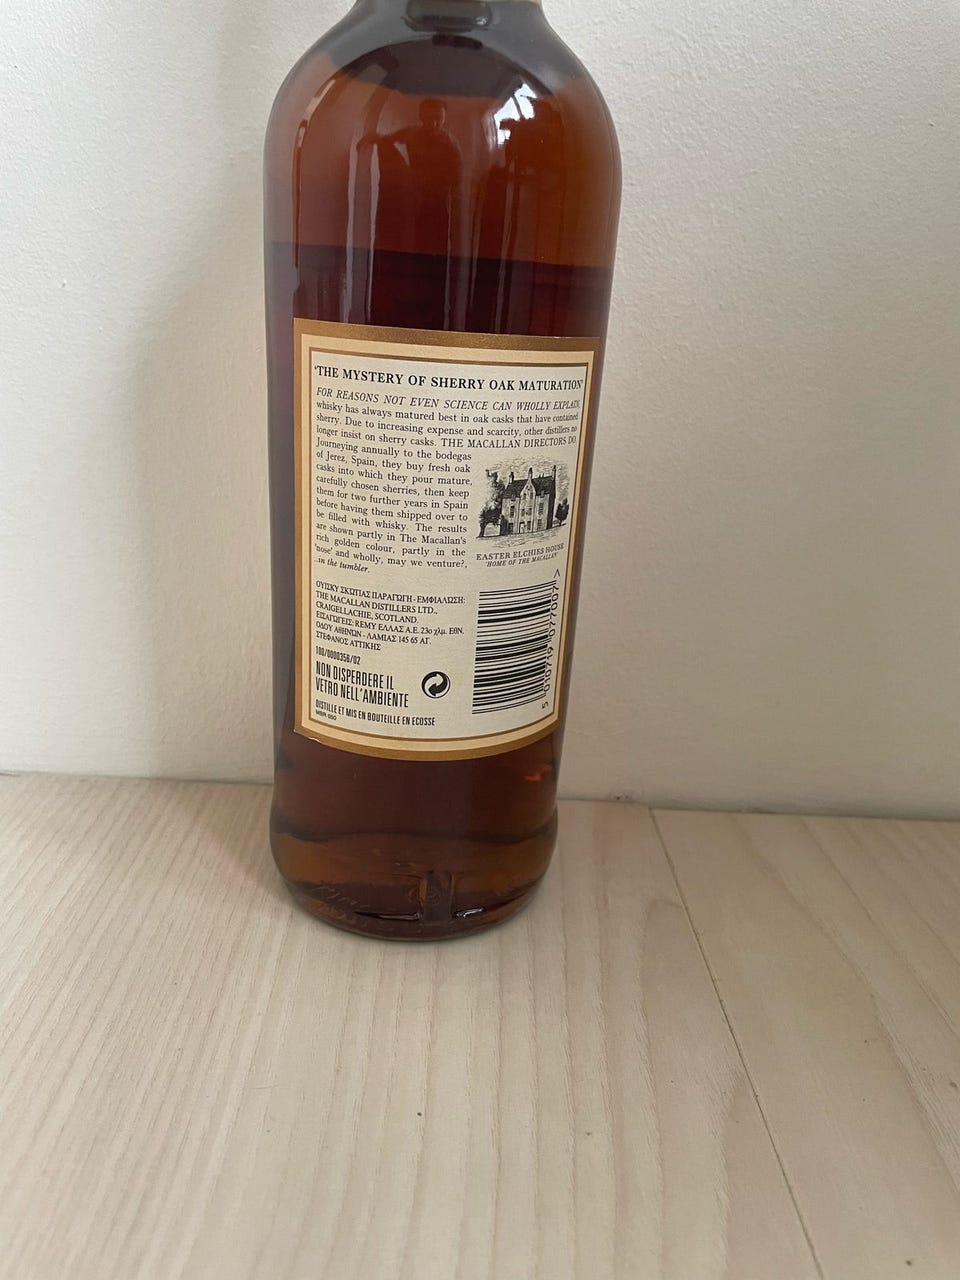 'THE MYSTERY OF SHERRY OAK MATURATION'
FOR REASONS NOT EVEN SCIENCE CAN WHOLLY EXPLAIN,
whisky has always matured best in oak casks that have contained
sherry. Due to increasing expense and scarcity, other distillers no
longer insist on sherry casks. THE MACALLAN DIRECTORS DO.
Journeying annually to the bodegas
of Jerez, Spain, they buy fresh oak
casks into which they pour mature,
carefully chosen sherries, then keep
them for two further years in Spain
before having them shipped over to
be filled with whisky. The results
are shown partly in The Macallan's
rich golden colour, partly in the
'nose' and wholly, may we venture?,
...in the tumbler.
EASTER ELCHIES HOUSE
'HOME OF THE MACALLAN'
ΟΥΙΣΚΥ ΣΚΩΤΙΑΣ ΠΑΡΑΓΩΓΗ - ΕΜΦΙΑΛΩΣΗ:
THE MACALLAN DISTILLERS LTD.,
CRAIGELLACHIE, SCOTLAND.
ΕΙΣΑΓΩΓΕΙΣ: REMY ΕΛΛΑΣ Α.Ε. 23ο χλμ. ΕΘΝ.
ΟΔΟΥ ΑΘΗΝΩΝ - ΛΑΜΙΑΣ 145 65 ΑΓ.
ΣΤΕΦΑΝΟΣ ΑΤΤΙΚΗΣ
100/0000356/02
NON DISPERDERE IL
VETRO NELL'AMBIENTE
DISTILLE ET MIS EN BOUTEILLE EN ECOSSE
MBR 050
5 010719 077007 >